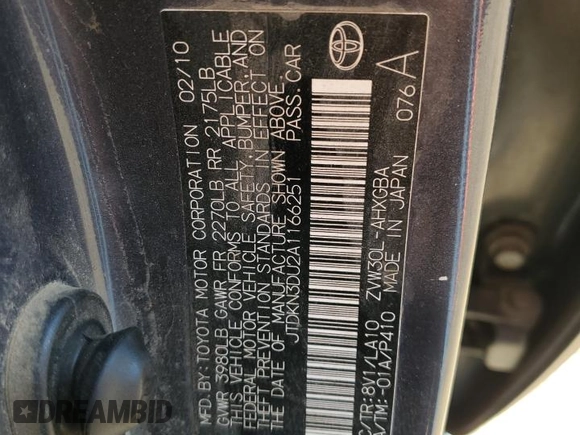 MFD.BY:TOYOTA MOTOR CORPORATION 02/10
GVWR 3980LB GAWR FR 2270LB RR 2175LB
THIS VEHICLE CONFORMS TO ALL APPLICABLE
FEDERAL MOTOR VEHICLE SAFETY,BUMPER,AND
THEFT PREVENTION STANDARDS IN EFFECT ON
THE DATE OF MANUFACTURE SHOWN ABOVE.
JTDKN3DU2A1166251 PASS.CAR
C/TR:8V1/LA10 ZVW30L-AHXGBA
A/TM:-01A/P410 MADE IN JAPAN 076 A
DREAMBID